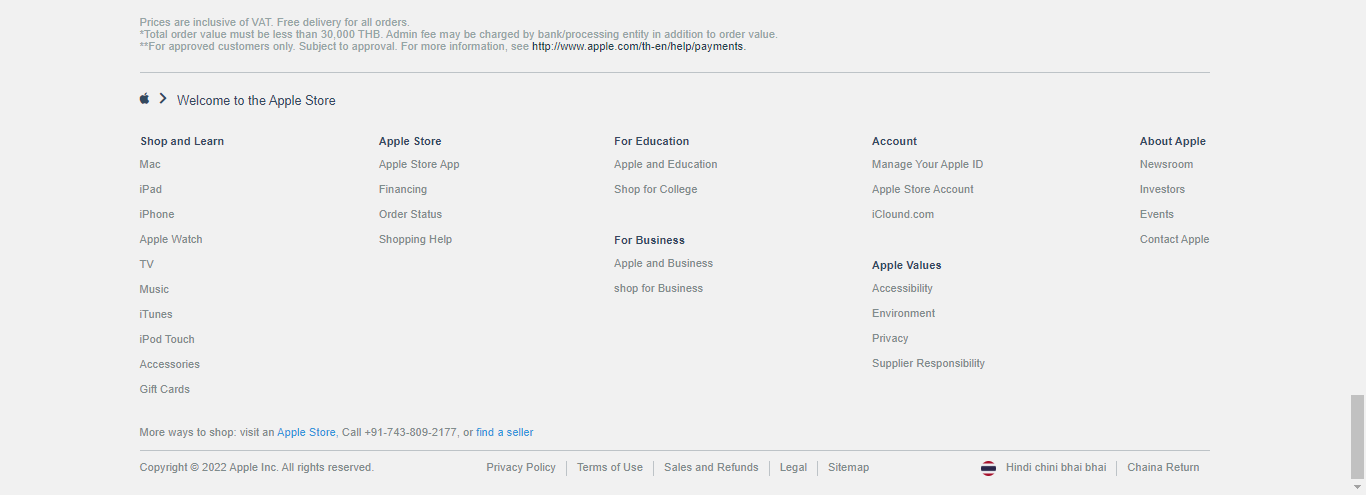 Prices are inclusive of VAT. Free delivery for all orders.
*Total order value must be less than 30,000 THB. Admin fee may be charged by bank/processing entity in addition to order value.
**For approved customers only. Subject to approval. For more information, see http://www.apple.com/th-en/help/payments.
Welcome to the Apple Store
Shop and Learn
Mac
iPad
iPhone
Apple Watch
TV
Music
iTunes
iPod Touch
Accessories
Gift Cards
Apple Store
Apple Store App
Financing
Order Status
Shopping Help
For Education
Apple and Education
Shop for College
For Business
Apple and Business
shop for Business
Account
Manage Your Apple ID
Apple Store Account
iClound.com
Apple Values
Accessibility
Environment
Privacy
Supplier Responsibility
About Apple
Newsroom
Investors
Events
Contact Apple
More ways to shop: visit an Apple Store, Call +91-743-809-2177, or find a seller
Copyright © 2022 Apple Inc. All rights reserved.
Privacy Policy
Terms of Use
Sales and Refunds
Legal
Sitemap
Hindi chini bhai bhai
Chaina Return